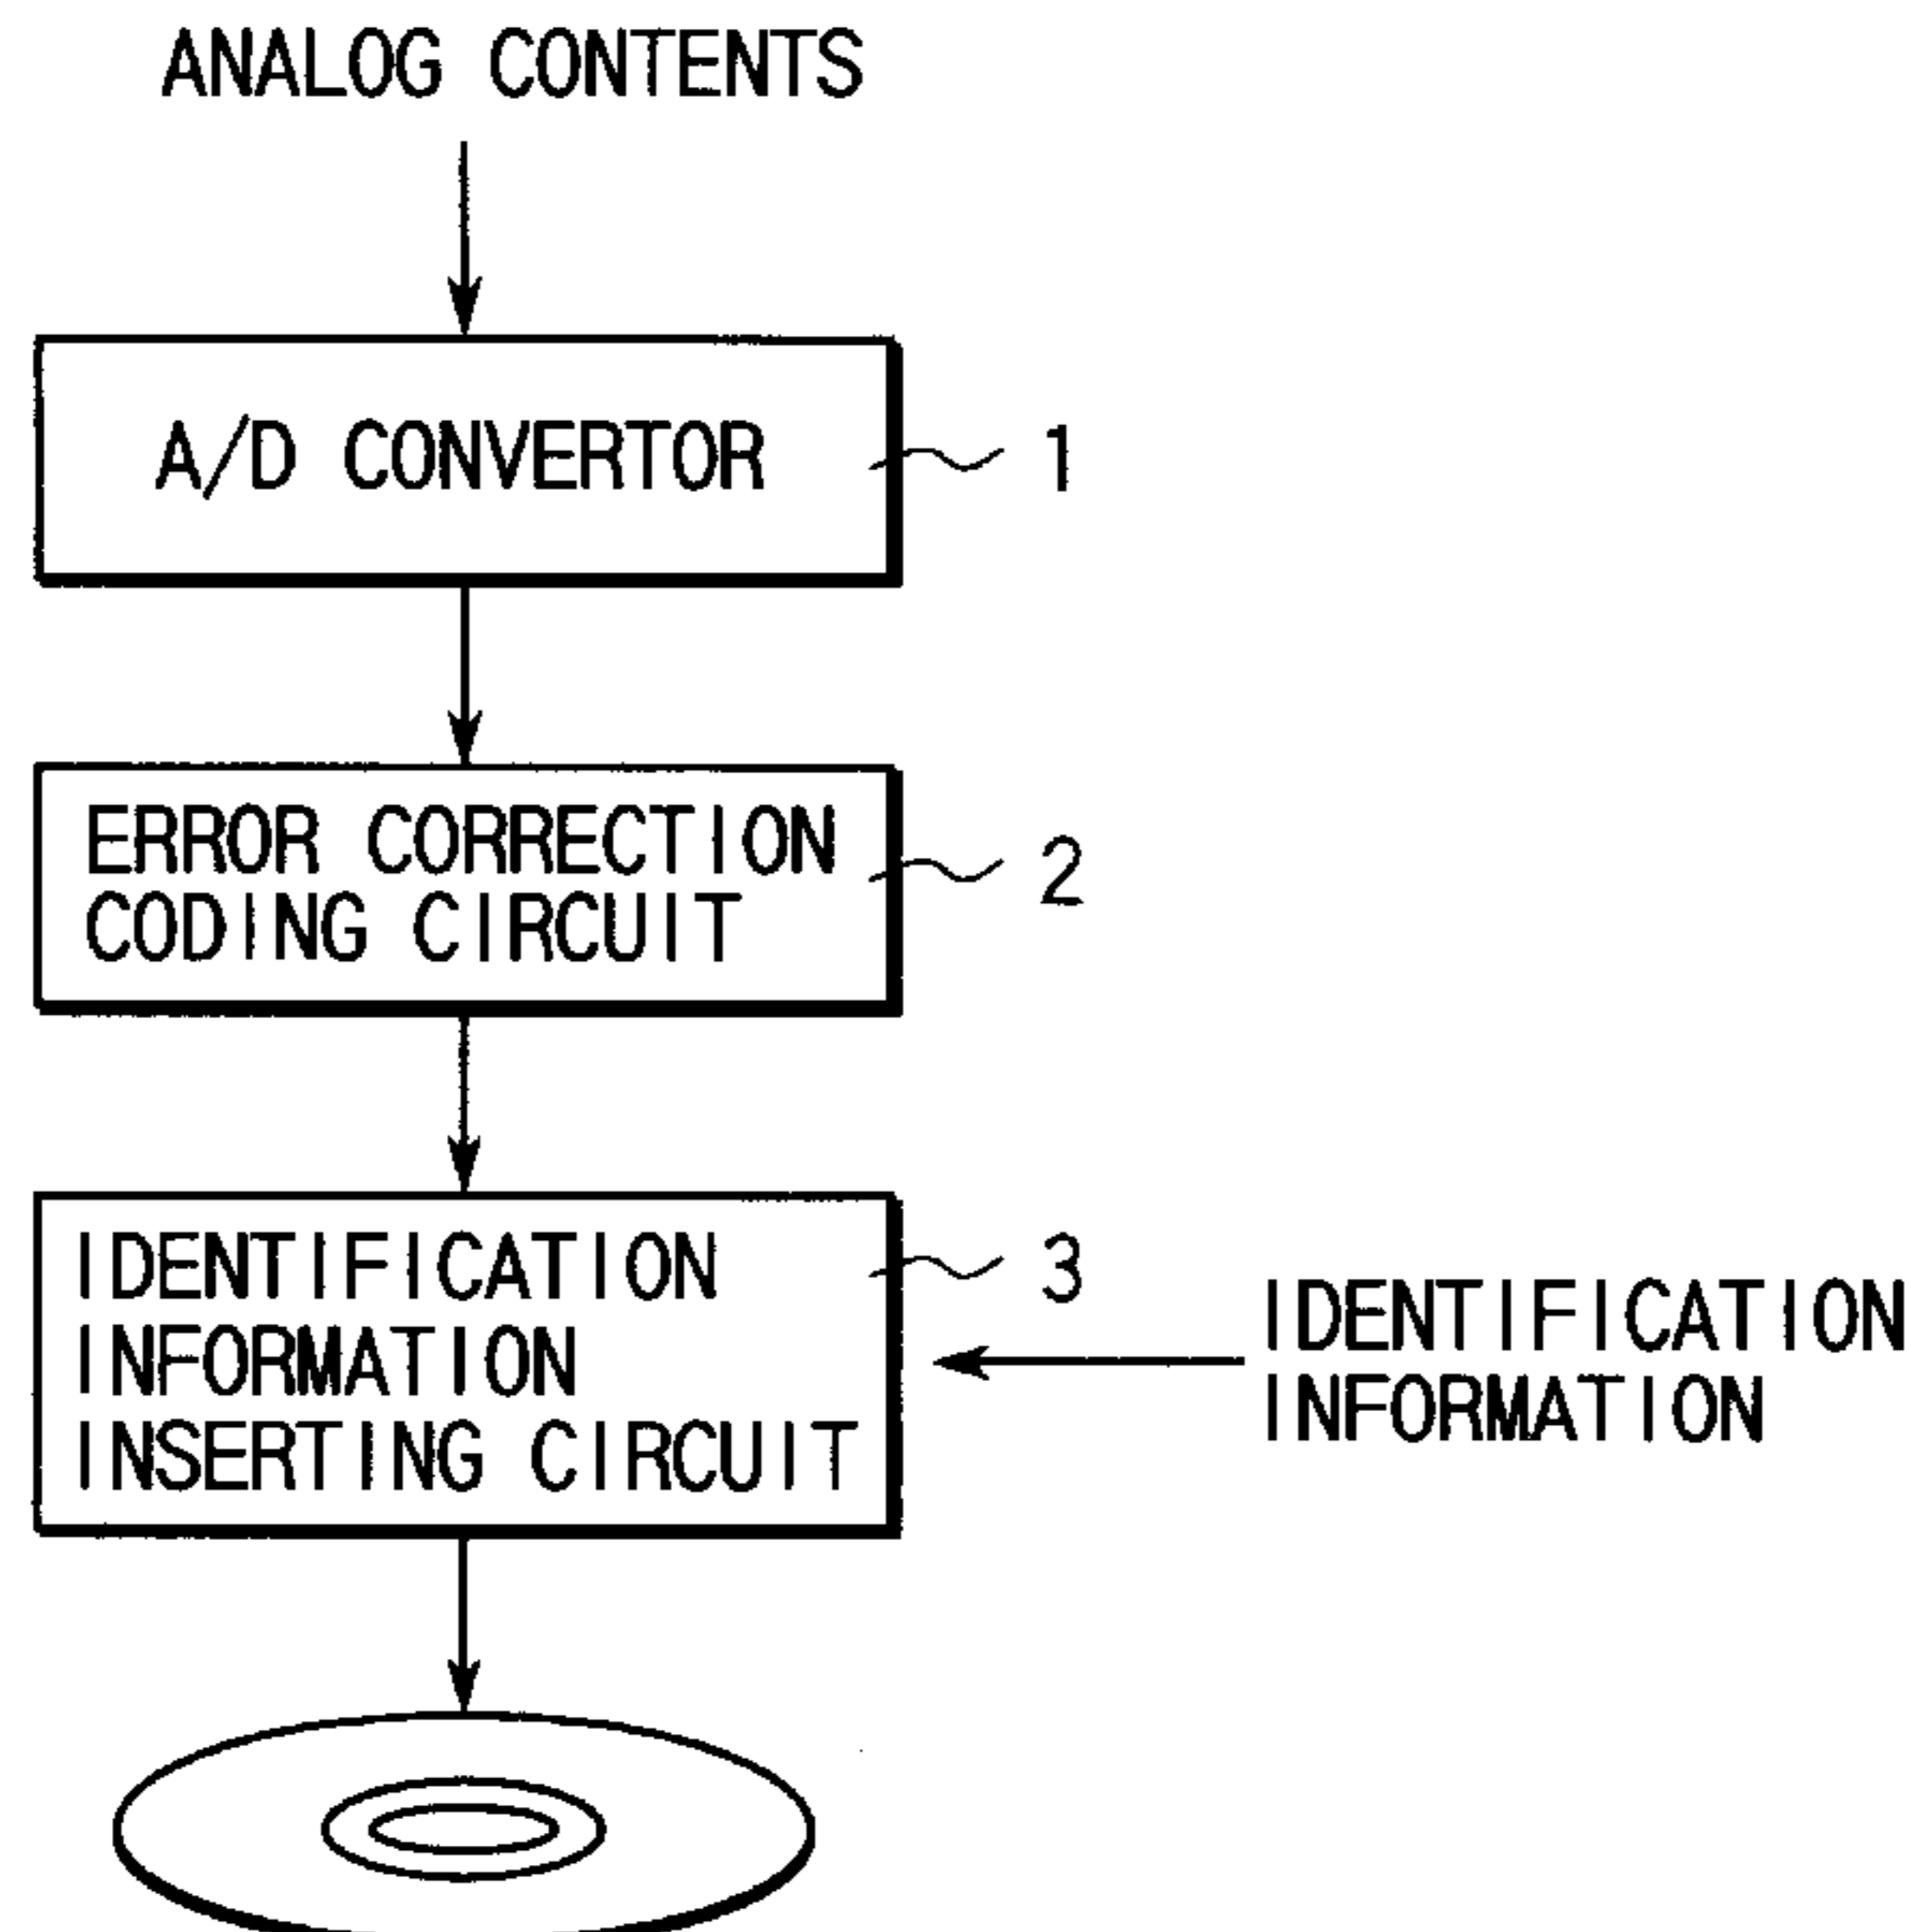 ANALOG CONTENTS
A/D CONVERTOR
1
ERROR CORRECTION
CODING CIRCUIT
2
IDENTIFICATION
INFORMATION
INSERTING CIRCUIT
3
IDENTIFICATION
INFORMATION